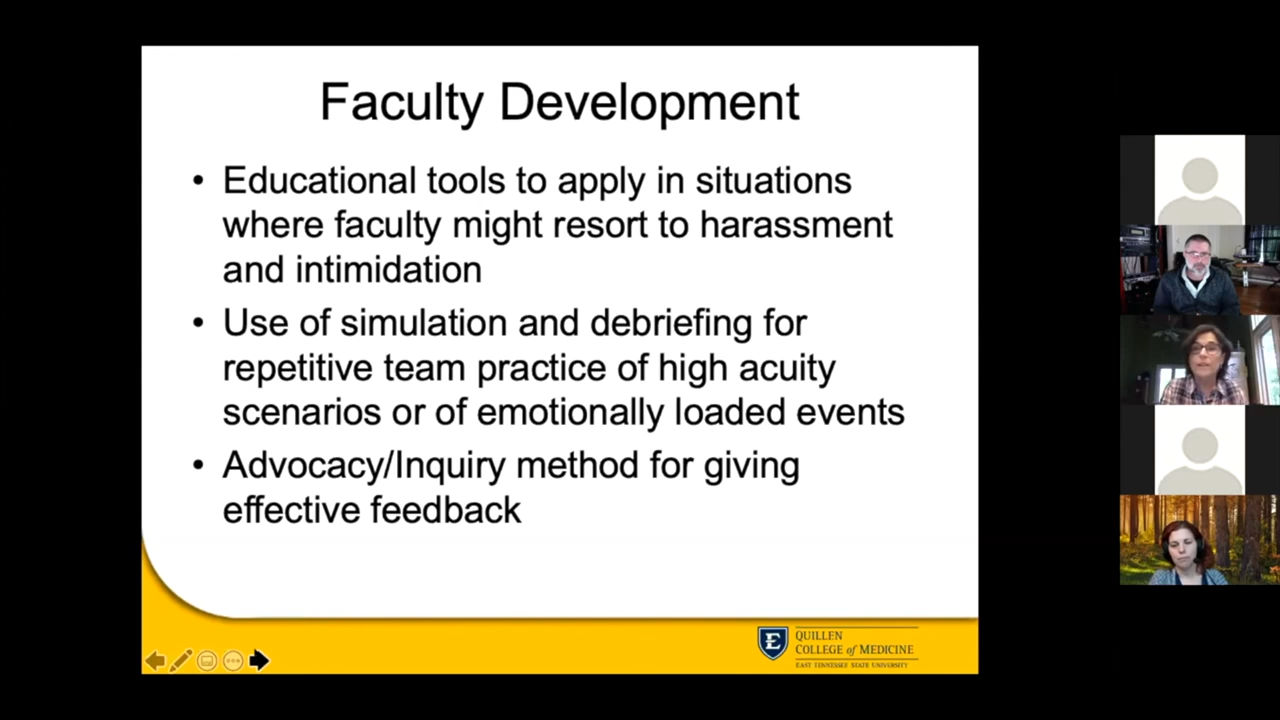 Faculty Development
• Educational tools to apply in situations
where faculty might resort to harassment
and intimidation
• Use of simulation and debriefing for
repetitive team practice of high acuity
scenarios or of emotionally loaded events
• Advocacy/Inquiry method for giving
effective feedback
E
QUILLEN
COLLEGE of MEDICINE
EAST TENNESSEE STATE UNIVERSITY